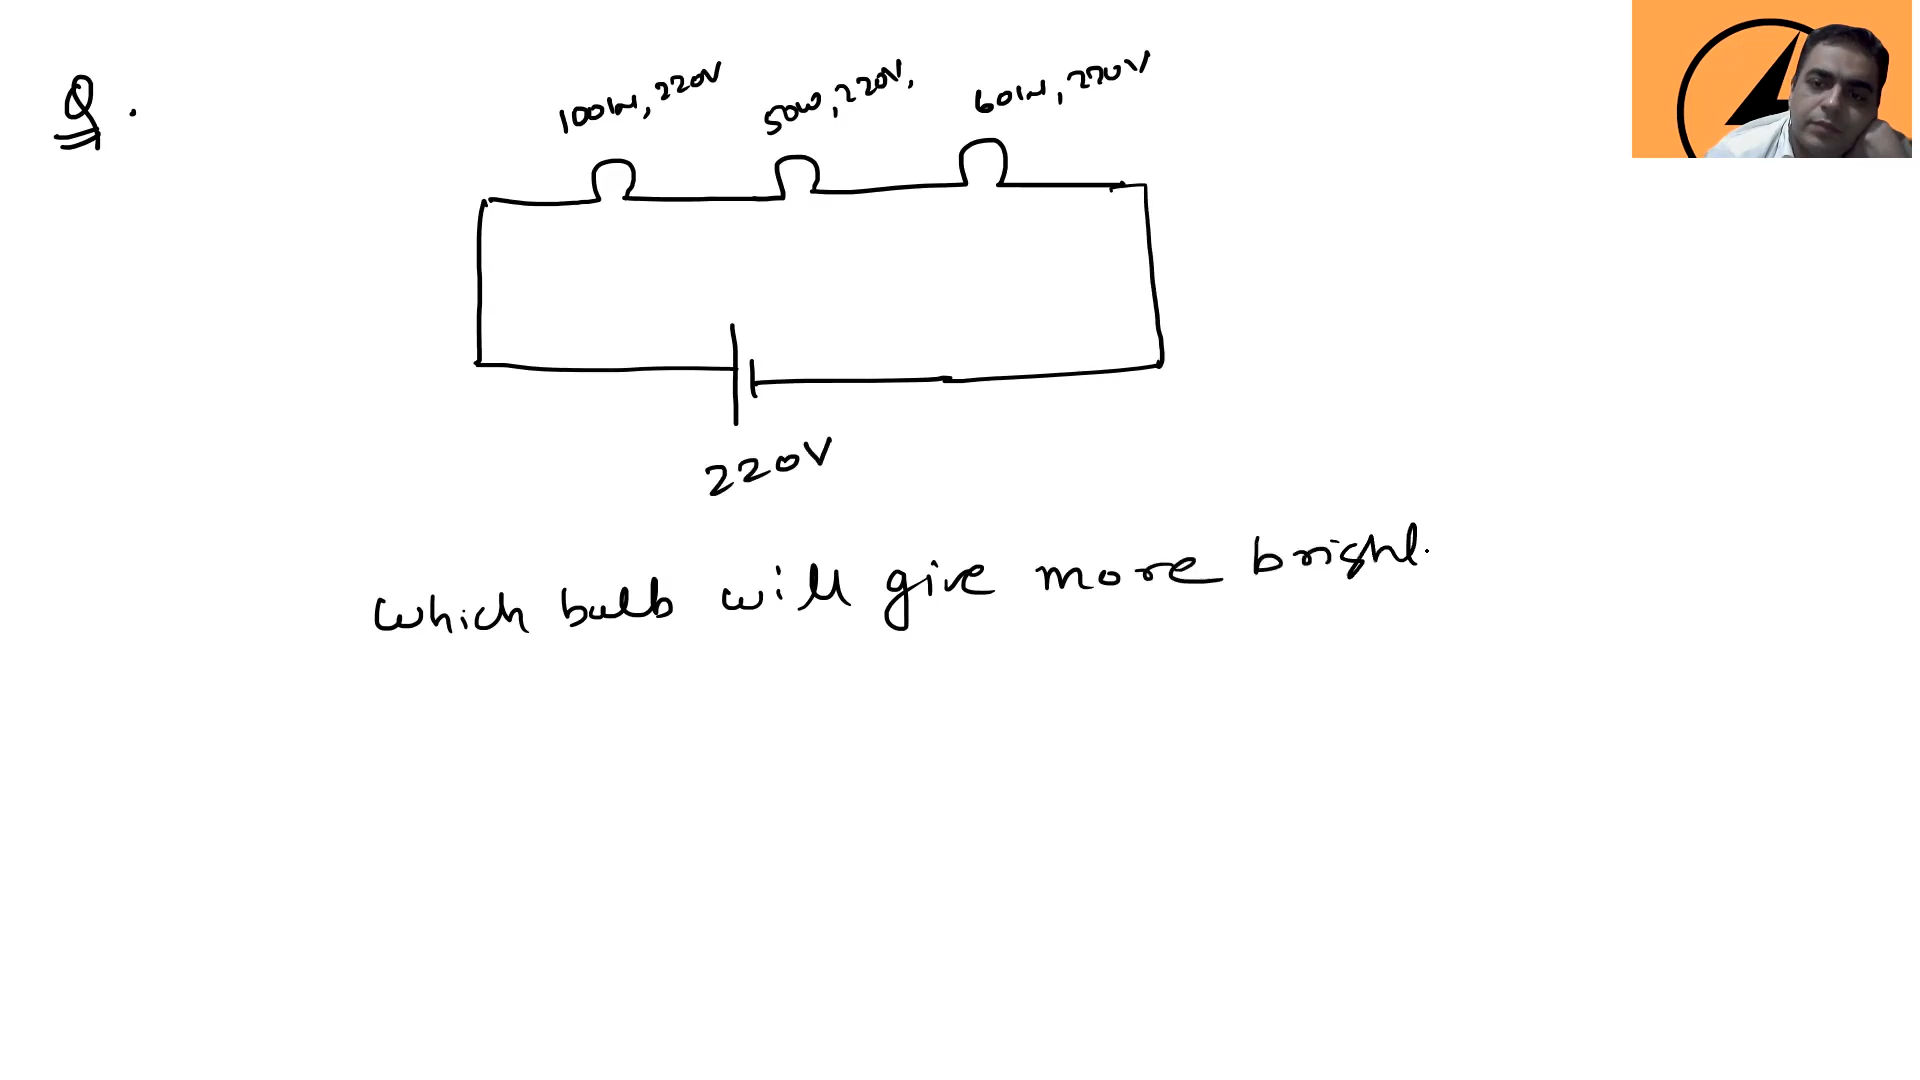 Q.
100W, 220V
50W, 220V,
60W, 220V
220V
which bulb will give more bright.